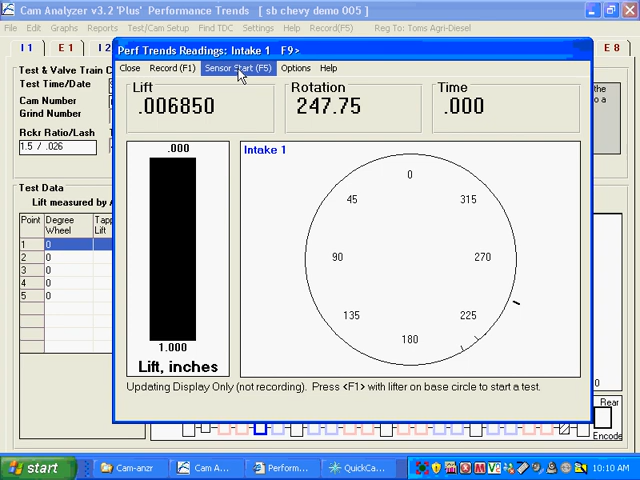 Cam Analyzer v3.2 'Plus' Performance Trends [ sb chevy demo 005 ]
File Edit Graphs Reports Test/Cam Setup Find TDC Settings Help Record(F5) Reg To: Toms Agri-Diesel
I 1 E 1 I 2 E 8
Perf Trends Readings: Intake 1 F9>
Close Record (F1) Sensor Start (F5) Options Help
Test & Valve Train C
Test Time/Date
Cam Number
Grind Number
Rckr Ratio/Lash
1.5 / .026
Lift Rotation Time
.006850 247.75 .000
.000
Intake 1
0
45 315
90 270
135 225
180
1.000
Lift, inches
Updating Display Only (not recording). Press <F1> with lifter on base circle to start a test.
Test Data
Lift measured by
Point Degree Wheel Tapp Lift
1 0
2 0
3 0
4 0
5 0
to a
0
Rear
Encode
start Cam-anzr Cam A... Perform... QuickCa... 10:10 AM